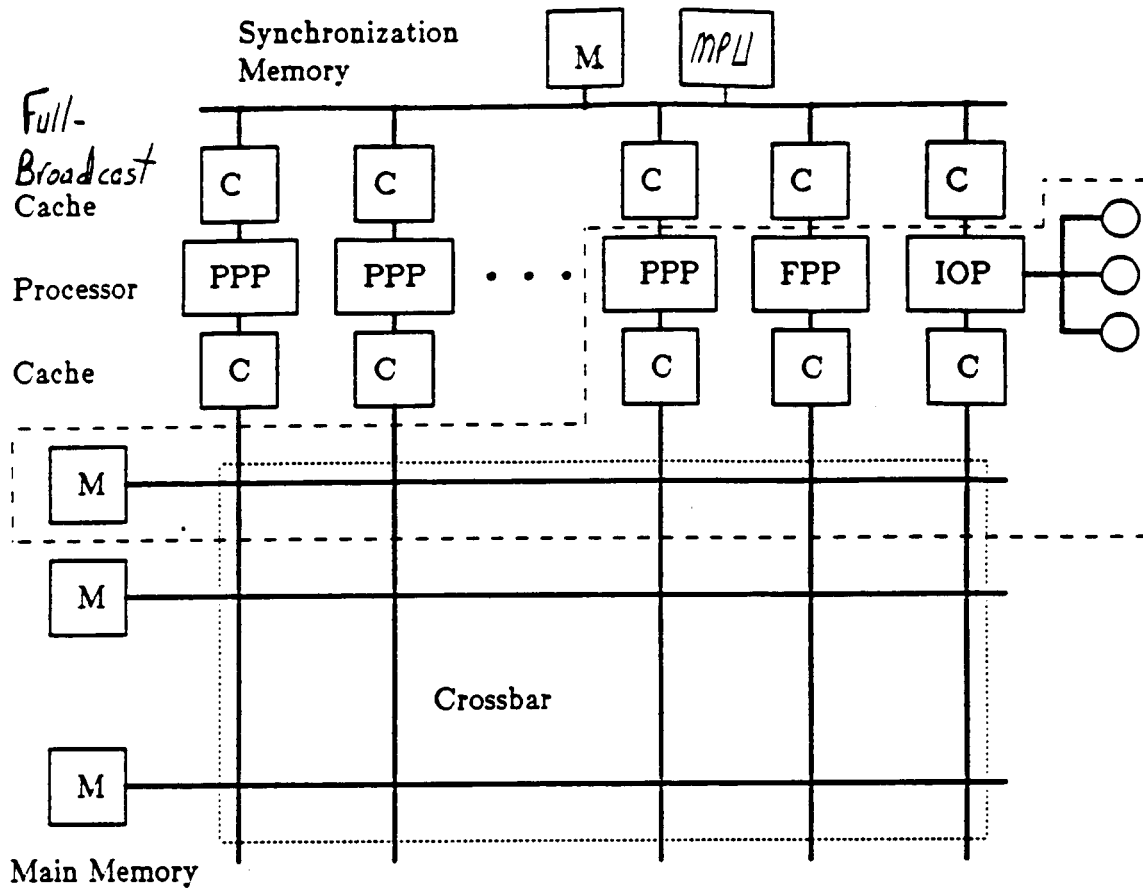 Synchronization
Memory
M
MPU
Full-
Broadcast
Cache
C
C
C
C
C
Processor
PPP
PPP
. . .
PPP
FPP
IOP
Cache
C
C
C
C
C
M
M
Crossbar
M
Main Memory